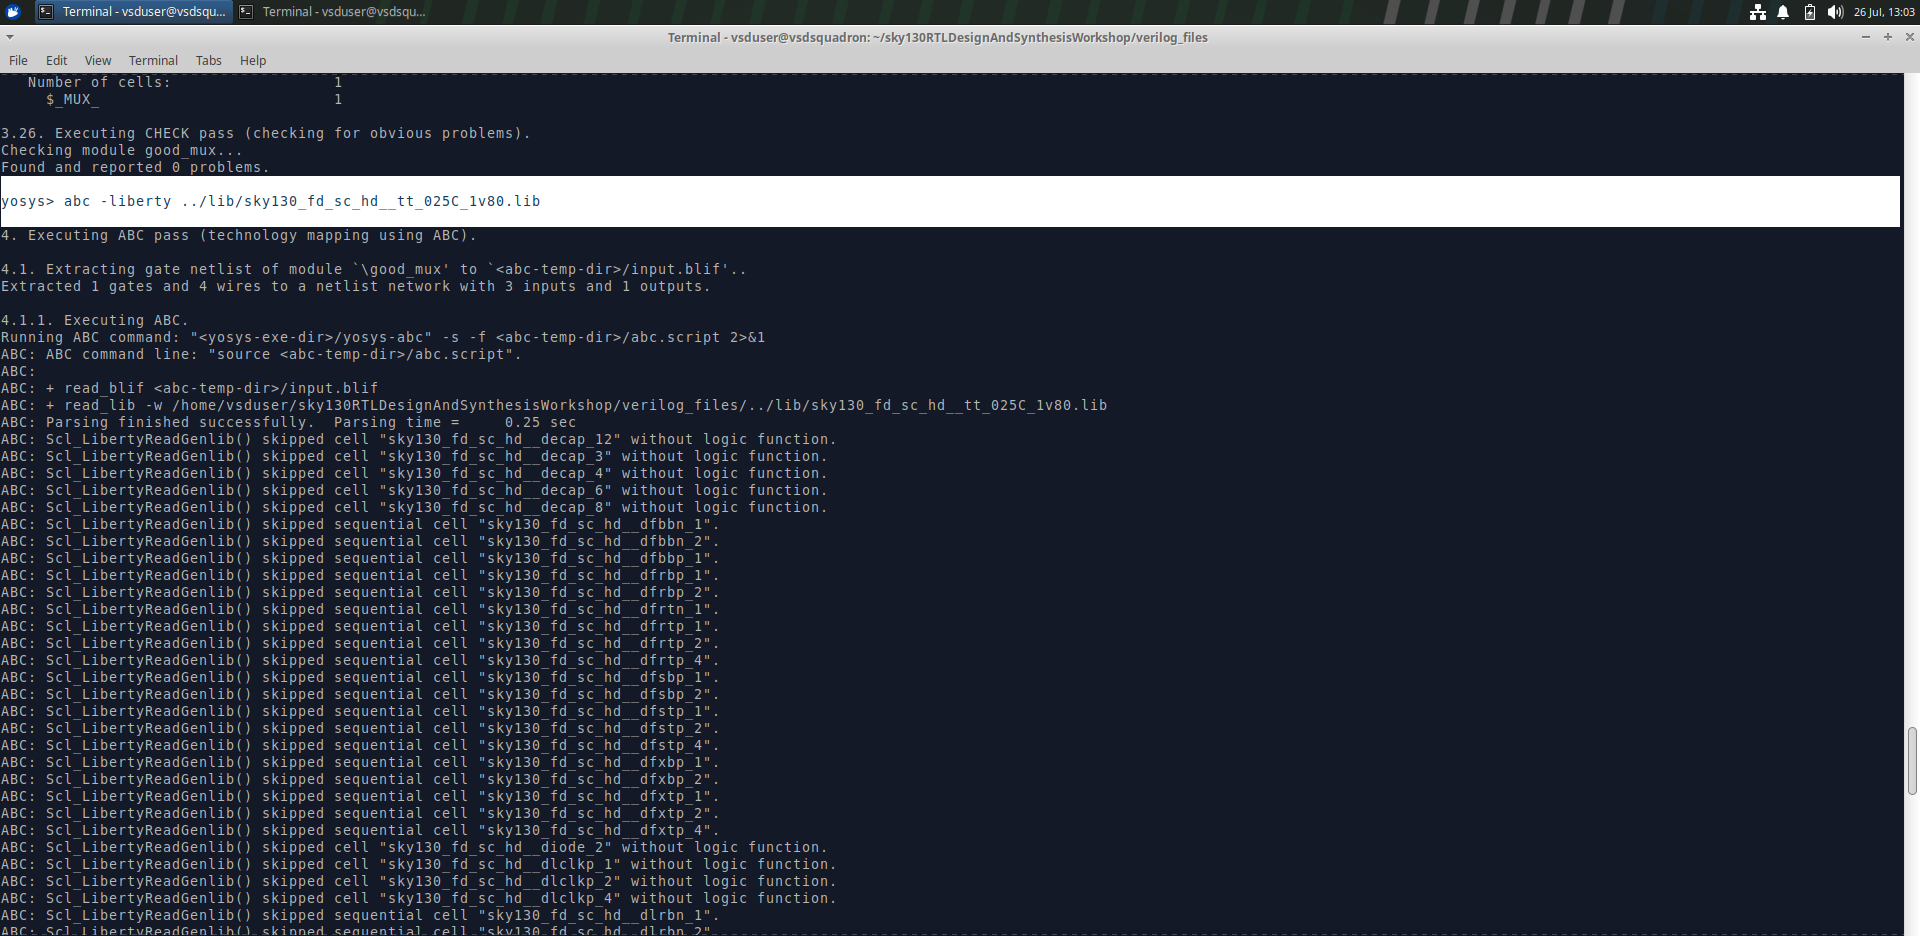 Terminal - vsduser@vsdsqu...
Terminal - vsduser@vsdsqu...
26 Jul, 13:03
Terminal - vsduser@vsdsquadron: ~/sky130RTLDesignAndSynthesisWorkshop/verilog_files
File Edit View Terminal Tabs Help
Number of cells: 1
$_MUX_ 1
3.26. Executing CHECK pass (checking for obvious problems).
Checking module good_mux...
Found and reported 0 problems.
yosys> abc -liberty ../lib/sky130_fd_sc_hd__tt_025C_1v80.lib
4. Executing ABC pass (technology mapping using ABC).
4.1. Extracting gate netlist of module `\good_mux' to `<abc-temp-dir>/input.blif'..
Extracted 1 gates and 4 wires to a netlist network with 3 inputs and 1 outputs.
4.1.1. Executing ABC.
Running ABC command: "<yosys-exe-dir>/yosys-abc" -s -f <abc-temp-dir>/abc.script 2>&1
ABC: ABC command line: "source <abc-temp-dir>/abc.script".
ABC:
ABC: + read_blif <abc-temp-dir>/input.blif
ABC: + read_lib -w /home/vsduser/sky130RTLDesignAndSynthesisWorkshop/verilog_files/../lib/sky130_fd_sc_hd__tt_025C_1v80.lib
ABC: Parsing finished successfully.  Parsing time =     0.25 sec
ABC: Scl_LibertyReadGenlib() skipped cell "sky130_fd_sc_hd__decap_12" without logic function.
ABC: Scl_LibertyReadGenlib() skipped cell "sky130_fd_sc_hd__decap_3" without logic function.
ABC: Scl_LibertyReadGenlib() skipped cell "sky130_fd_sc_hd__decap_4" without logic function.
ABC: Scl_LibertyReadGenlib() skipped cell "sky130_fd_sc_hd__decap_6" without logic function.
ABC: Scl_LibertyReadGenlib() skipped cell "sky130_fd_sc_hd__decap_8" without logic function.
ABC: Scl_LibertyReadGenlib() skipped sequential cell "sky130_fd_sc_hd__dfbbn_1".
ABC: Scl_LibertyReadGenlib() skipped sequential cell "sky130_fd_sc_hd__dfbbn_2".
ABC: Scl_LibertyReadGenlib() skipped sequential cell "sky130_fd_sc_hd__dfbbp_1".
ABC: Scl_LibertyReadGenlib() skipped sequential cell "sky130_fd_sc_hd__dfrbp_1".
ABC: Scl_LibertyReadGenlib() skipped sequential cell "sky130_fd_sc_hd__dfrbp_2".
ABC: Scl_LibertyReadGenlib() skipped sequential cell "sky130_fd_sc_hd__dfrtn_1".
ABC: Scl_LibertyReadGenlib() skipped sequential cell "sky130_fd_sc_hd__dfrtp_1".
ABC: Scl_LibertyReadGenlib() skipped sequential cell "sky130_fd_sc_hd__dfrtp_2".
ABC: Scl_LibertyReadGenlib() skipped sequential cell "sky130_fd_sc_hd__dfrtp_4".
ABC: Scl_LibertyReadGenlib() skipped sequential cell "sky130_fd_sc_hd__dfsbp_1".
ABC: Scl_LibertyReadGenlib() skipped sequential cell "sky130_fd_sc_hd__dfsbp_2".
ABC: Scl_LibertyReadGenlib() skipped sequential cell "sky130_fd_sc_hd__dfstp_1".
ABC: Scl_LibertyReadGenlib() skipped sequential cell "sky130_fd_sc_hd__dfstp_2".
ABC: Scl_LibertyReadGenlib() skipped sequential cell "sky130_fd_sc_hd__dfstp_4".
ABC: Scl_LibertyReadGenlib() skipped sequential cell "sky130_fd_sc_hd__dfxbp_1".
ABC: Scl_LibertyReadGenlib() skipped sequential cell "sky130_fd_sc_hd__dfxbp_2".
ABC: Scl_LibertyReadGenlib() skipped sequential cell "sky130_fd_sc_hd__dfxtp_1".
ABC: Scl_LibertyReadGenlib() skipped sequential cell "sky130_fd_sc_hd__dfxtp_2".
ABC: Scl_LibertyReadGenlib() skipped sequential cell "sky130_fd_sc_hd__dfxtp_4".
ABC: Scl_LibertyReadGenlib() skipped cell "sky130_fd_sc_hd__diode_2" without logic function.
ABC: Scl_LibertyReadGenlib() skipped cell "sky130_fd_sc_hd__dlclkp_1" without logic function.
ABC: Scl_LibertyReadGenlib() skipped cell "sky130_fd_sc_hd__dlclkp_2" without logic function.
ABC: Scl_LibertyReadGenlib() skipped cell "sky130_fd_sc_hd__dlclkp_4" without logic function.
ABC: Scl_LibertyReadGenlib() skipped sequential cell "sky130_fd_sc_hd__dlrbn_1".
ABC: Scl_LibertyReadGenlib() skipped sequential cell "sky130_fd_sc_hd__dlrbn_2".